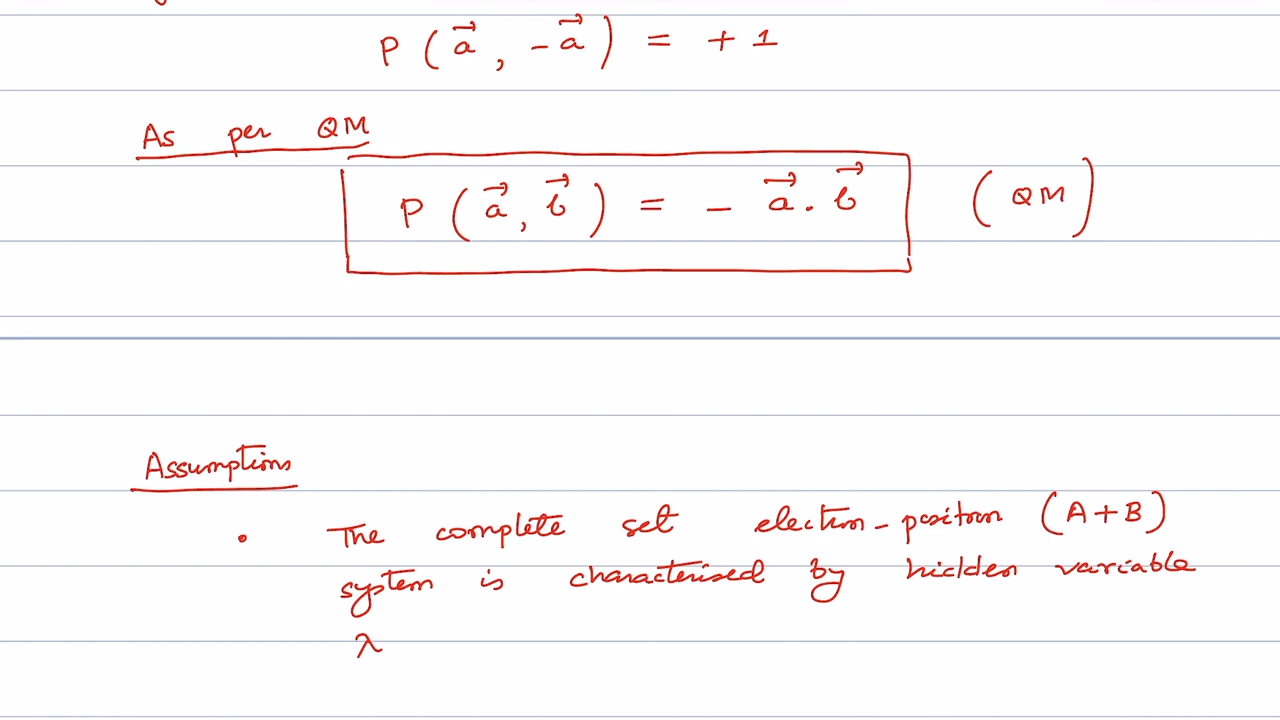 P(a⃗, -a⃗) = +1
As per QM
P(a⃗, b⃗) = - a⃗ . b⃗ (QM)
Assumptions
• The complete set electron-positron (A+B)
system is characterised by hidden variable
λ